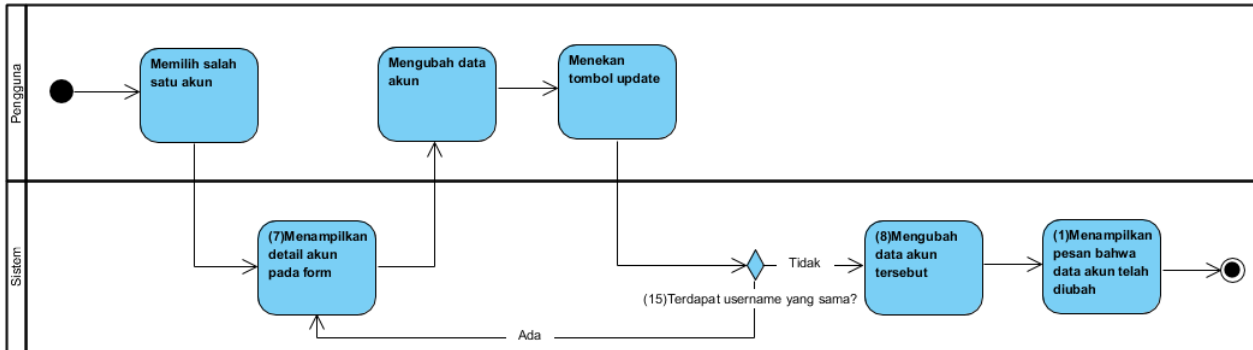 Pengguna
Memilih salah
satu akun
Mengubah data
akun
Menekan
tombol update
Sistem
(7)Menampilkan
detail akun
pada form
Tidak
(15)Terdapat username yang sama?
Ada
(8)Mengubah
data akun
tersebut
(1)Menampilkan
pesan bahwa
data akun telah
diubah